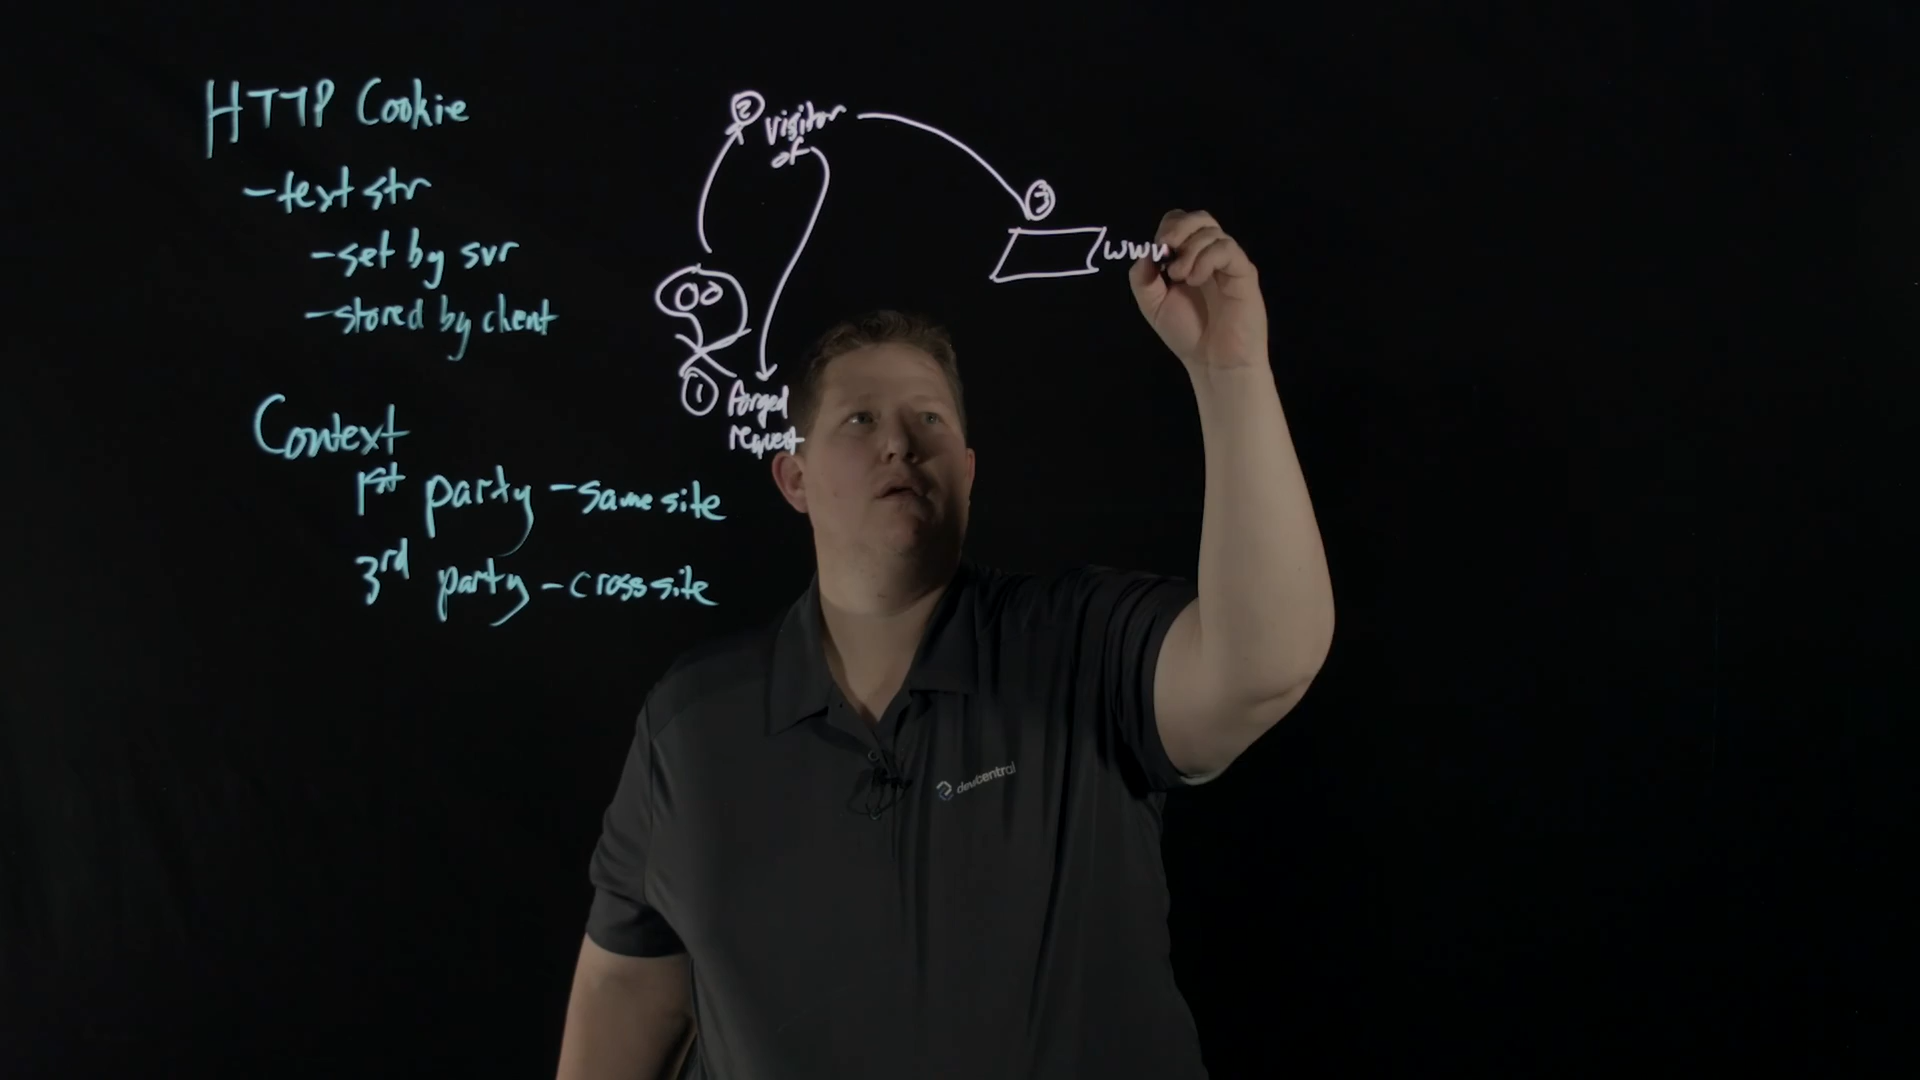 HTTP Cookie
- text str
- set by svr
- stored by client
Context
1st party - same site
3rd party - cross site
2
visitor
of
3
www
1
forged
request
devcentral